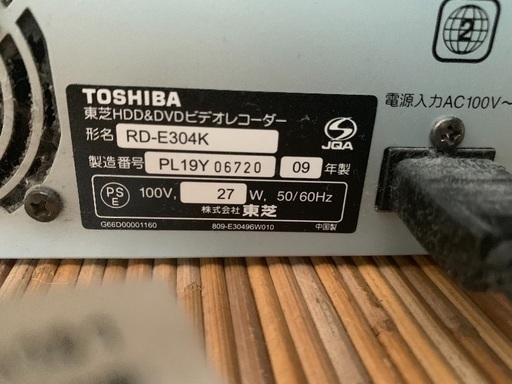 2
電源入力AC100V～
TOSHIBA
東芝HDD&DVDビデオレコーダー
形名 RD-E304K
JQA
製造番号 PL19Y 06720 09 年製
PS E 100V, 27 W, 50/60Hz
株式会社 東芝
G66D00001160 809-E30496W010 中国製